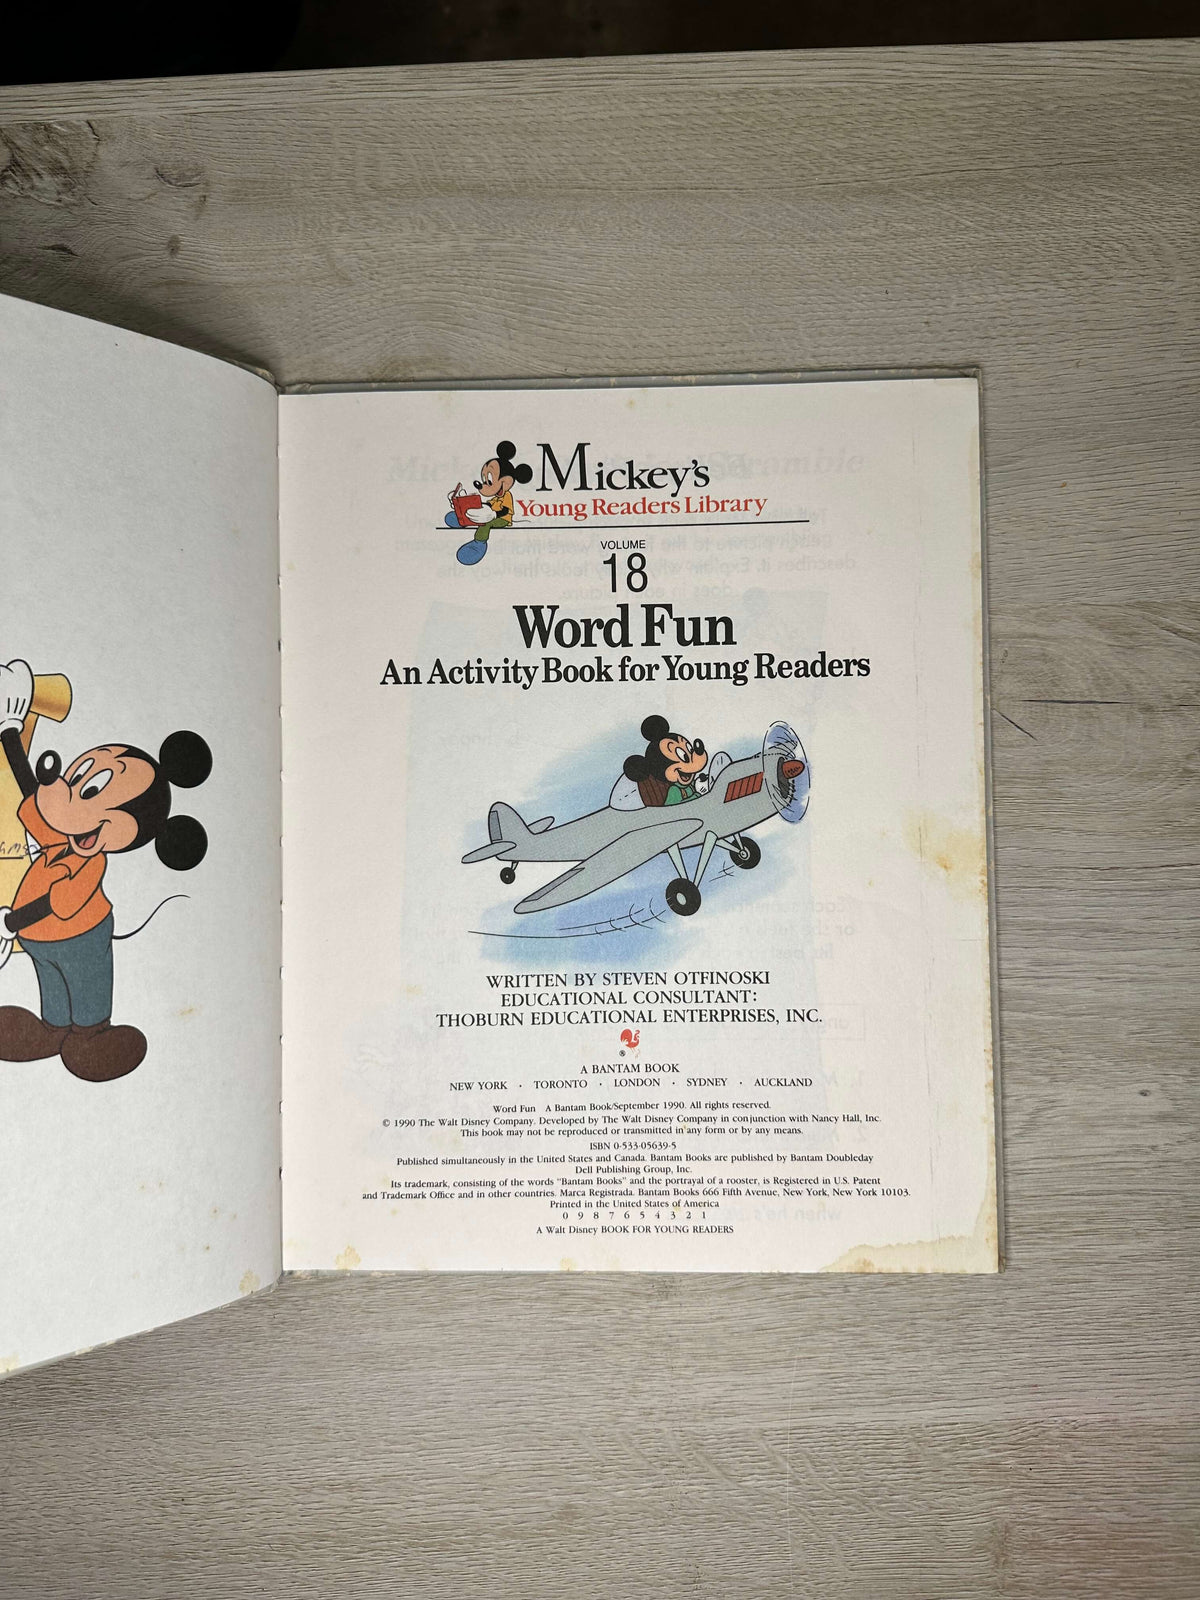 Mickey's
Young Readers Library
VOLUME
18
Word Fun
An Activity Book for Young Readers
WRITTEN BY STEVEN OTFINOSKI
EDUCATIONAL CONSULTANT:
THOBURN EDUCATIONAL ENTERPRISES, INC.
®
A BANTAM BOOK
NEW YORK · TORONTO · LONDON · SYDNEY · AUCKLAND
Word Fun A Bantam Book/September 1990. All rights reserved.
© 1990 The Walt Disney Company. Developed by The Walt Disney Company in conjunction with Nancy Hall, Inc.
This book may not be reproduced or transmitted in any form or by any means.
ISBN 0-533-05639-5
Published simultaneously in the United States and Canada. Bantam Books are published by Bantam Doubleday
Dell Publishing Group, Inc.
Its trademark, consisting of the words "Bantam Books" and the portrayal of a rooster, is Registered in U.S. Patent
and Trademark Office and in other countries. Marca Registrada. Bantam Books 666 Fifth Avenue, New York, New York 10103.
Printed in the United States of America
0 9 8 7 6 5 4 3 2 1
A Walt Disney BOOK FOR YOUNG READERS